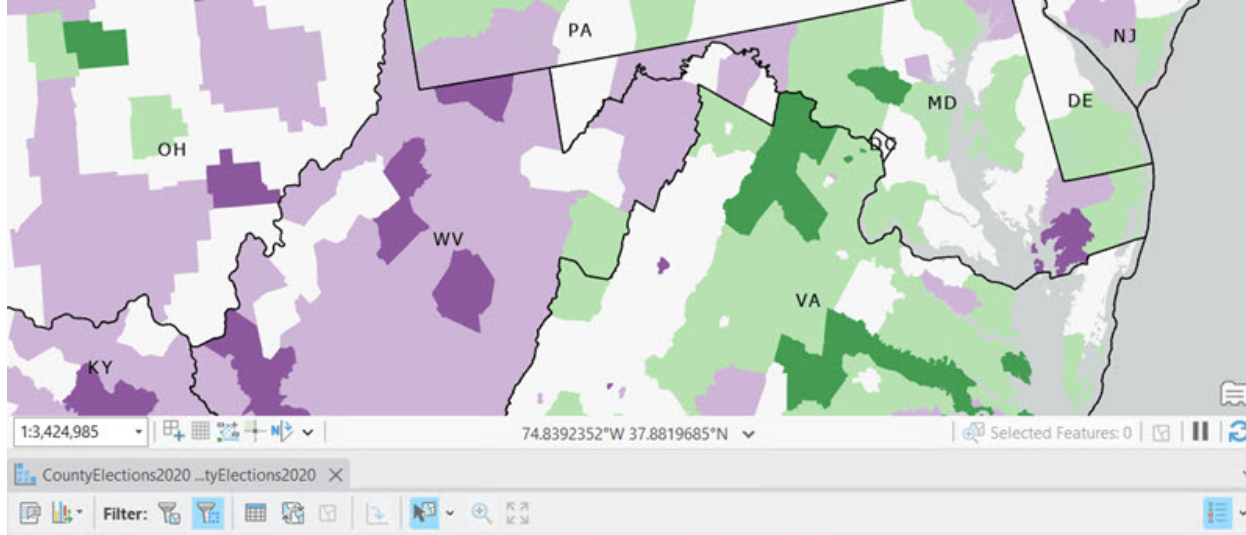 PA
NJ
MD
DE
OH
DC
WV
VA
KY
1:3,424,985
74.8392352°W 37.8819685°N
Selected Features: 0
CountyElections2020 ...tyElections2020
Filter: